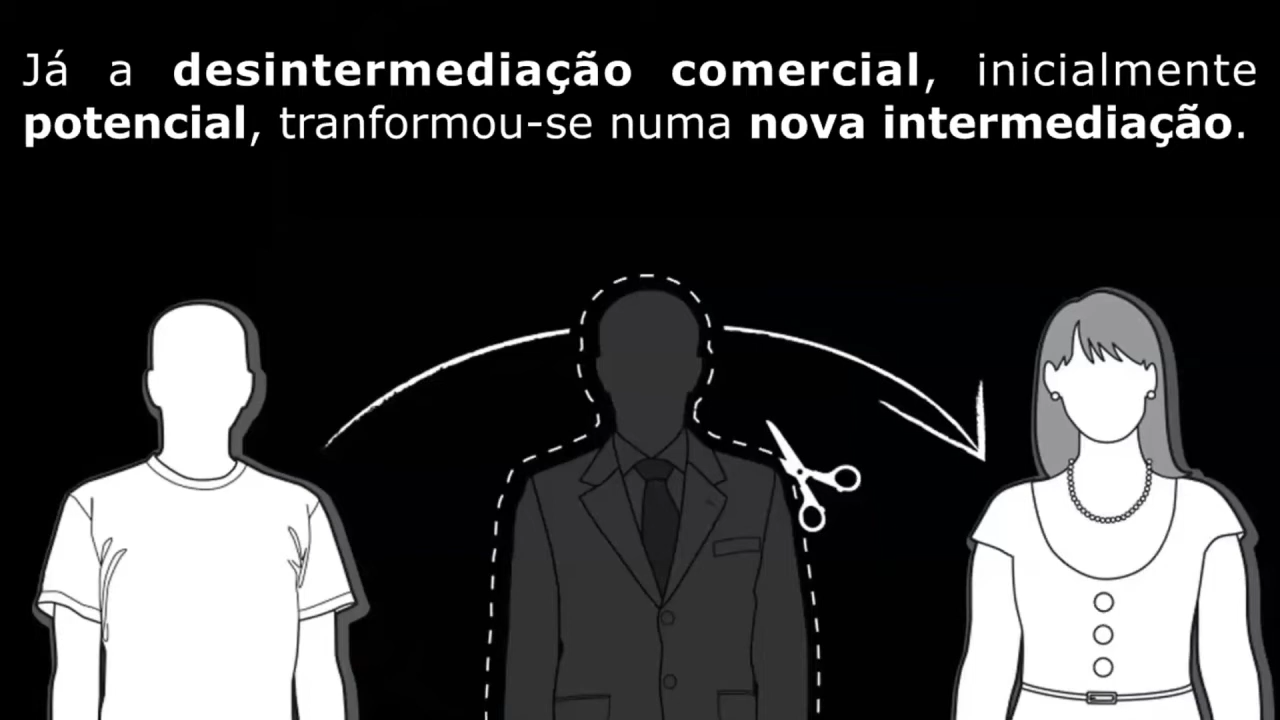 Já a desintermediação comercial, inicialmente
potencial, tranformou-se numa nova intermediação.